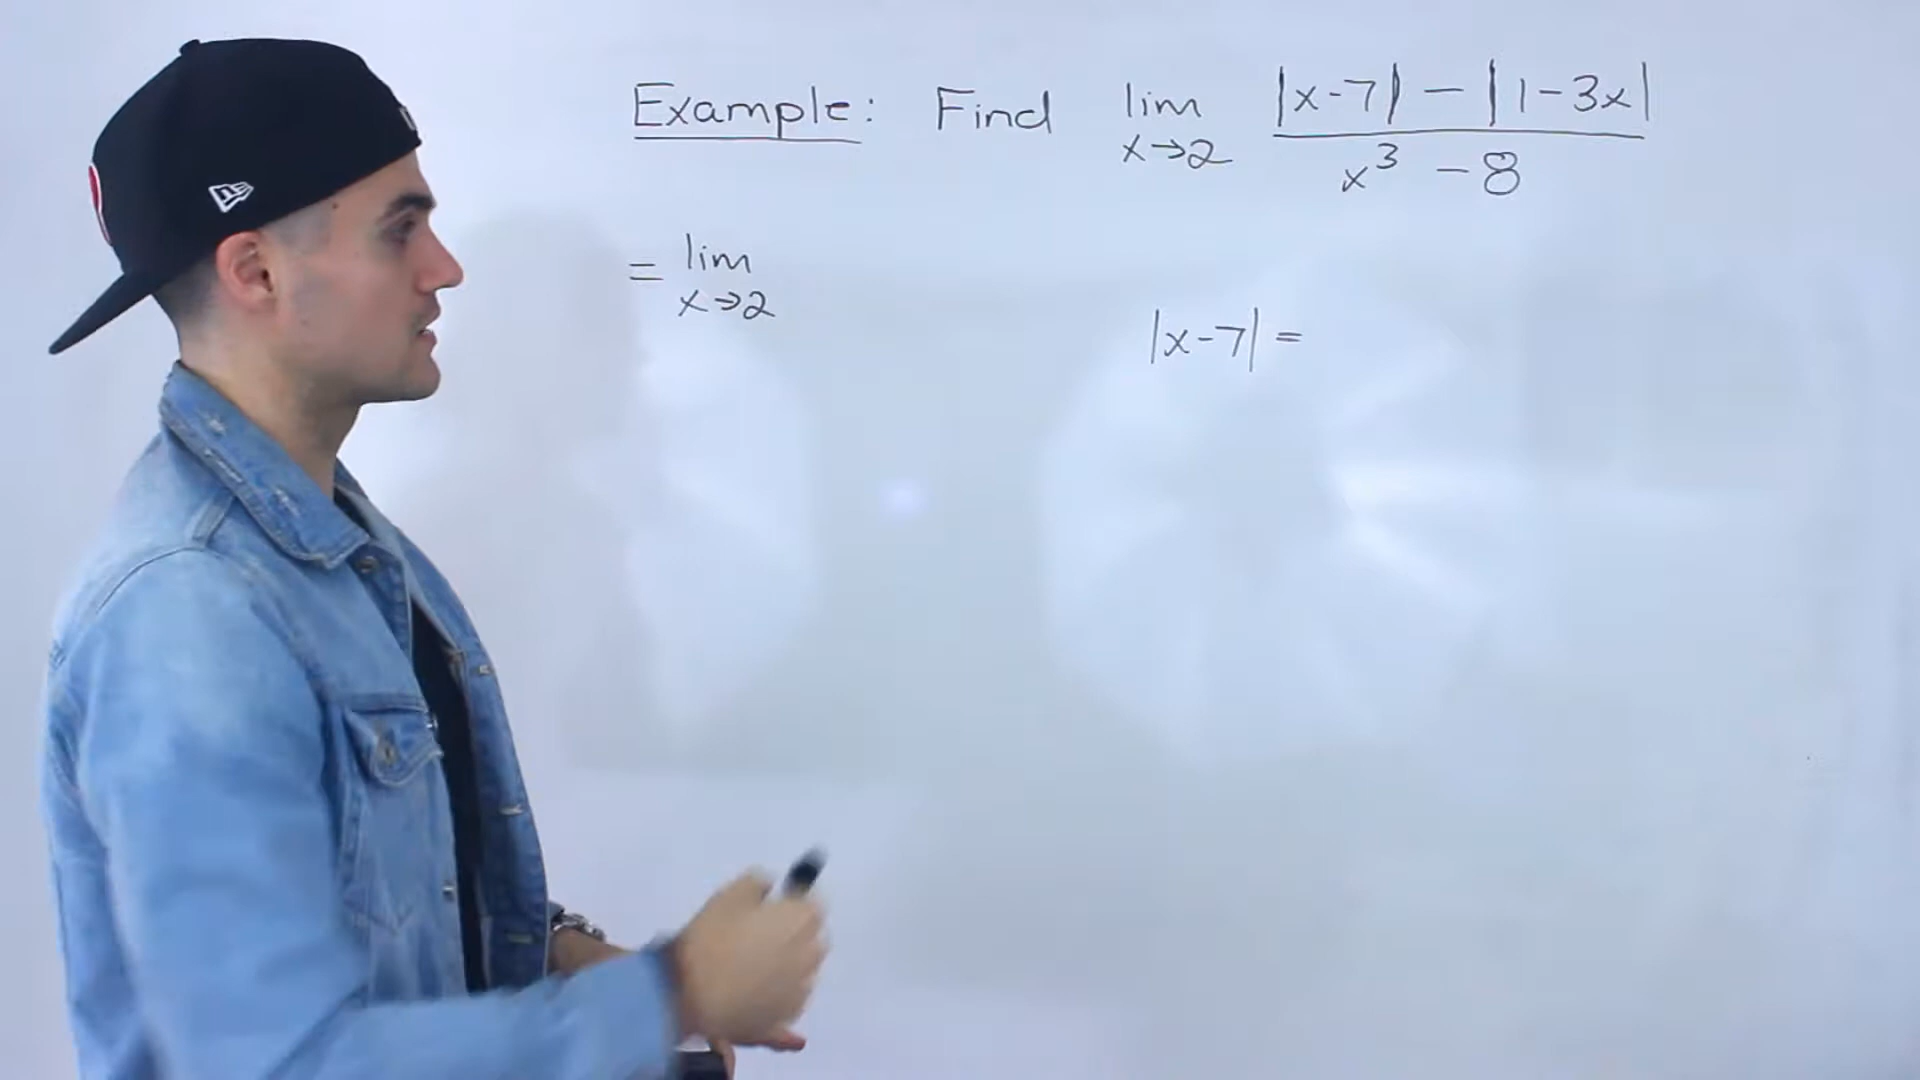 Example: Find lim x→2 |x-7| - |1-3x| / x³ - 8
= lim x→2
|x-7| =